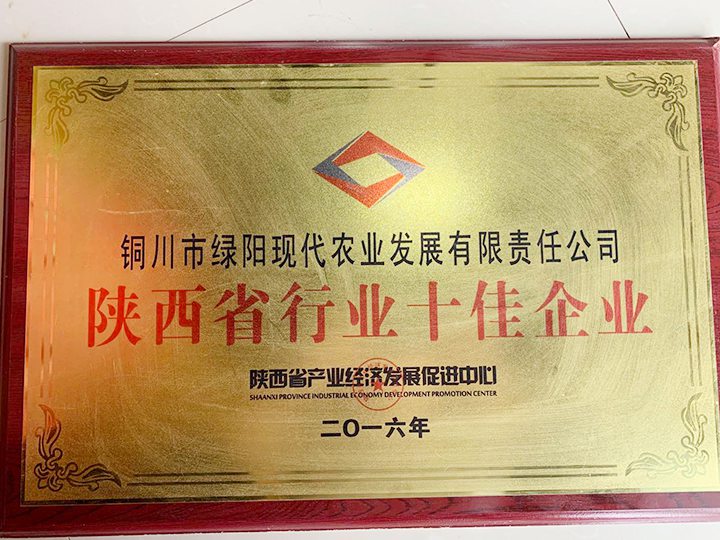 铜川市绿阳现代农业发展有限责任公司
陕西省行业十佳企业
陕西省产业经济发展促进中心
SHAANXI PROVINCE INDUSTRIAL ECONOMY DEVELOPMENT PROMOTION CENTER
二〇一六年